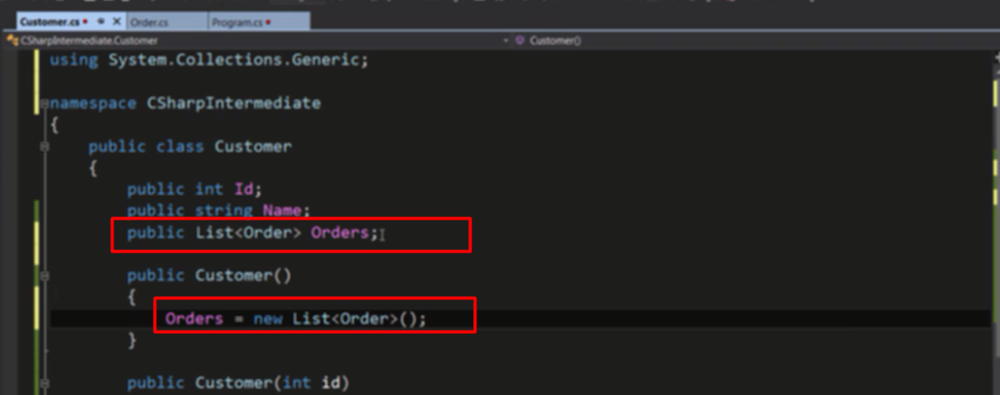 Customer.cs Order.cs Program.cs
CSharpIntermediate.Customer Customer()
using System.Collections.Generic;
namespace CSharpIntermediate
{
public class Customer
{
public int Id;
public string Name;
public List<Order> Orders;
public Customer()
{
Orders = new List<Order>();
}
public Customer(int id)